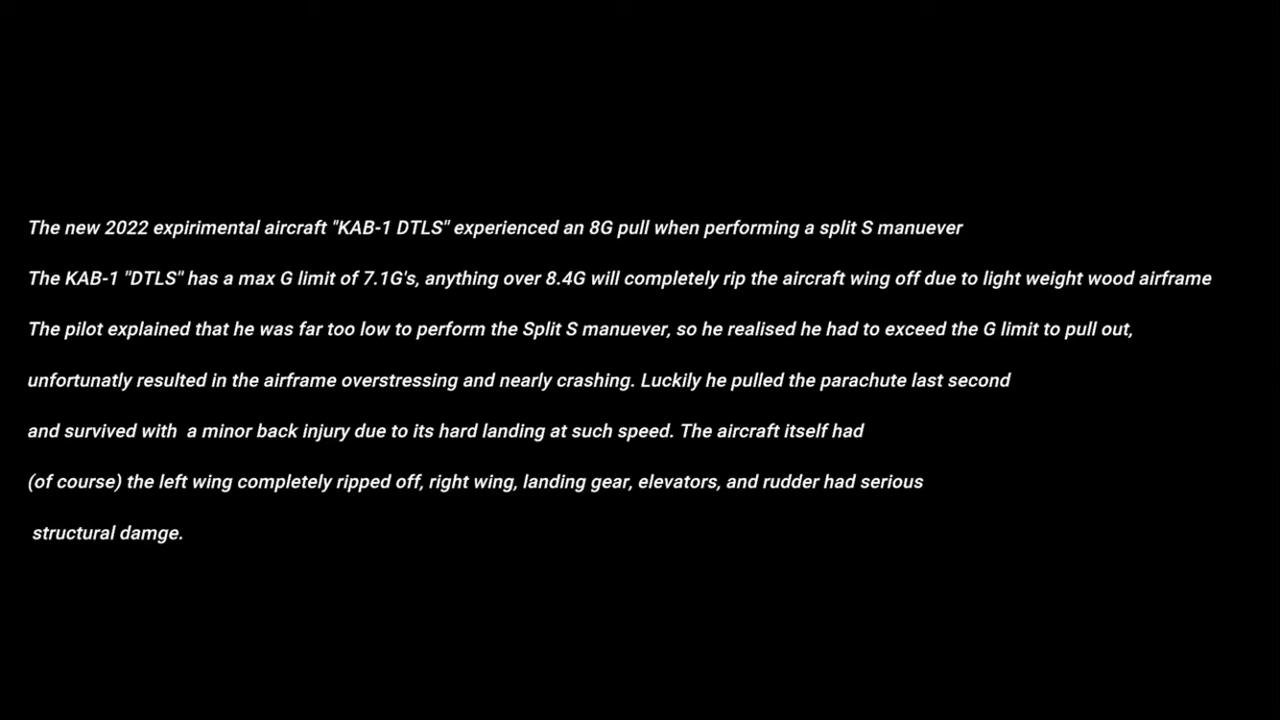 The new 2022 expirimental aircraft "KAB-1 DTLS" experienced an 8G pull when performing a split S manuever
The KAB-1 "DTLS" has a max G limit of 7.1G's, anything over 8.4G will completely rip the aircraft wing off due to light weight wood airframe
The pilot explained that he was far too low to perform the Split S manuever, so he realised he had to exceed the G limit to pull out,
unfortunatly resulted in the airframe overstressing and nearly crashing. Luckily he pulled the parachute last second
and survived with  a minor back injury due to its hard landing at such speed. The aircraft itself had
(of course) the left wing completely ripped off, right wing, landing gear, elevators, and rudder had serious
structural damge.